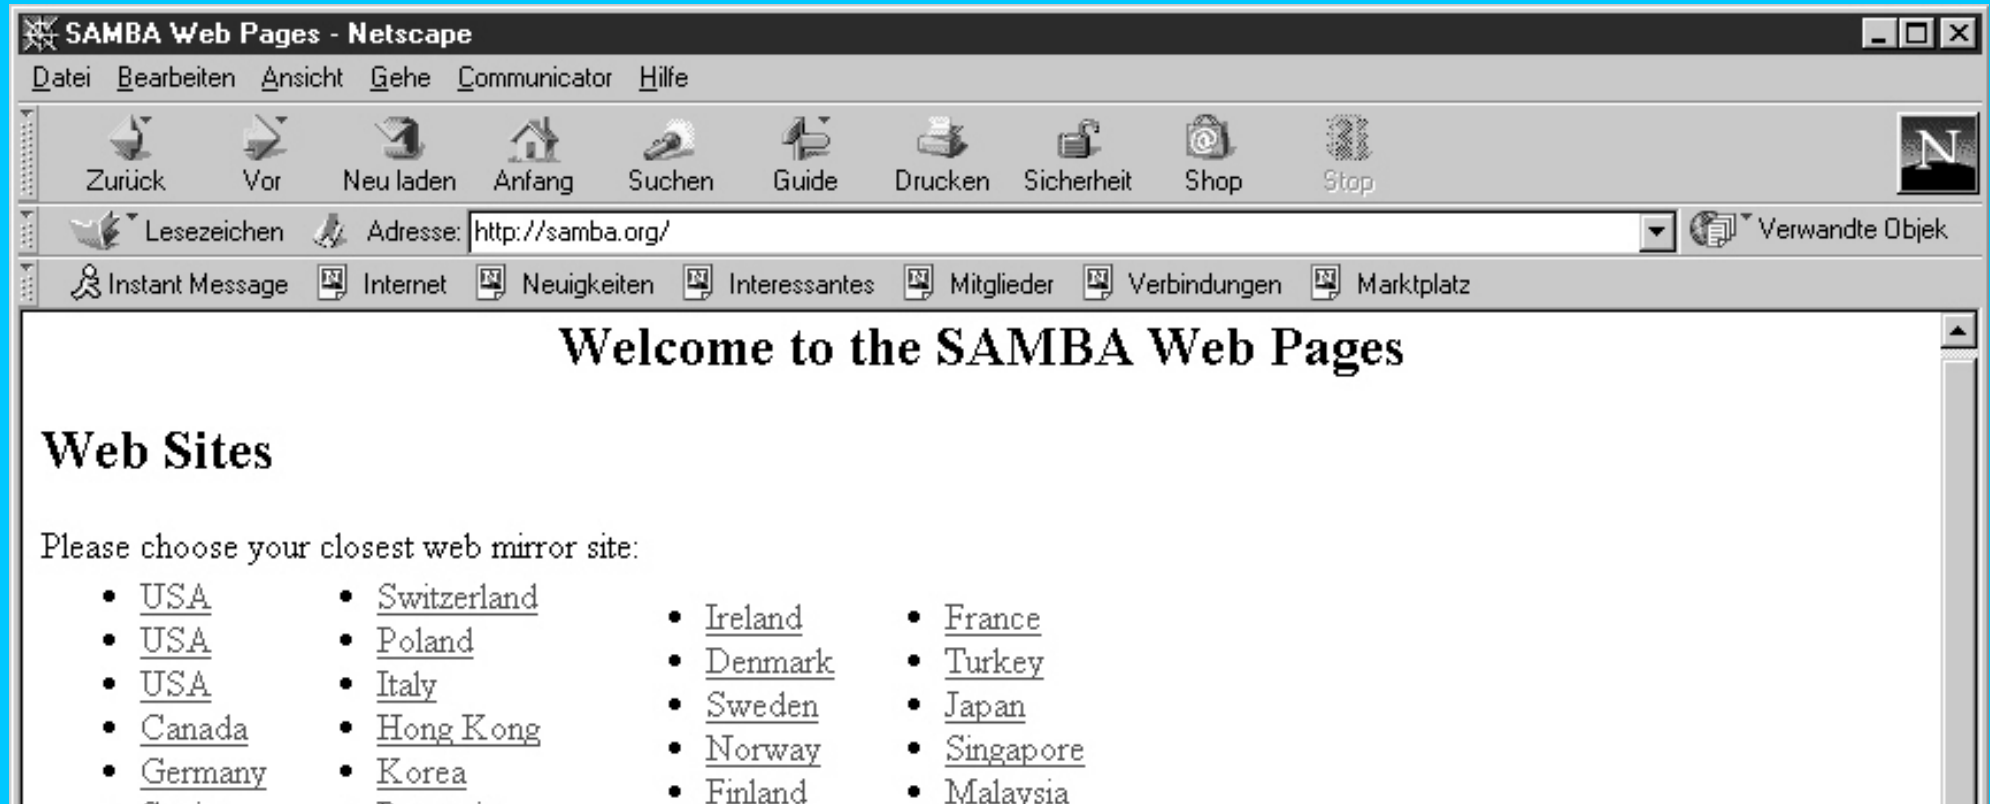 SAMBA Web Pages - Netscape
Datei Bearbeiten Ansicht Gehe Communicator Hilfe
N
Zurück Vor Neu laden Anfang Suchen Guide Drucken Sicherheit Shop Stop
Lesezeichen Adresse: http://samba.org/ Verwandte Objek
Instant Message Internet Neuigkeiten Interessantes Mitglieder Verbindungen Marktplatz
Welcome to the SAMBA Web Pages
Web Sites
Please choose your closest web mirror site:
USA
USA
USA
Canada
Germany
Switzerland
Poland
Italy
Hong Kong
Korea
Ireland
Denmark
Sweden
Norway
Finland
France
Turkey
Japan
Singapore
Malaysia